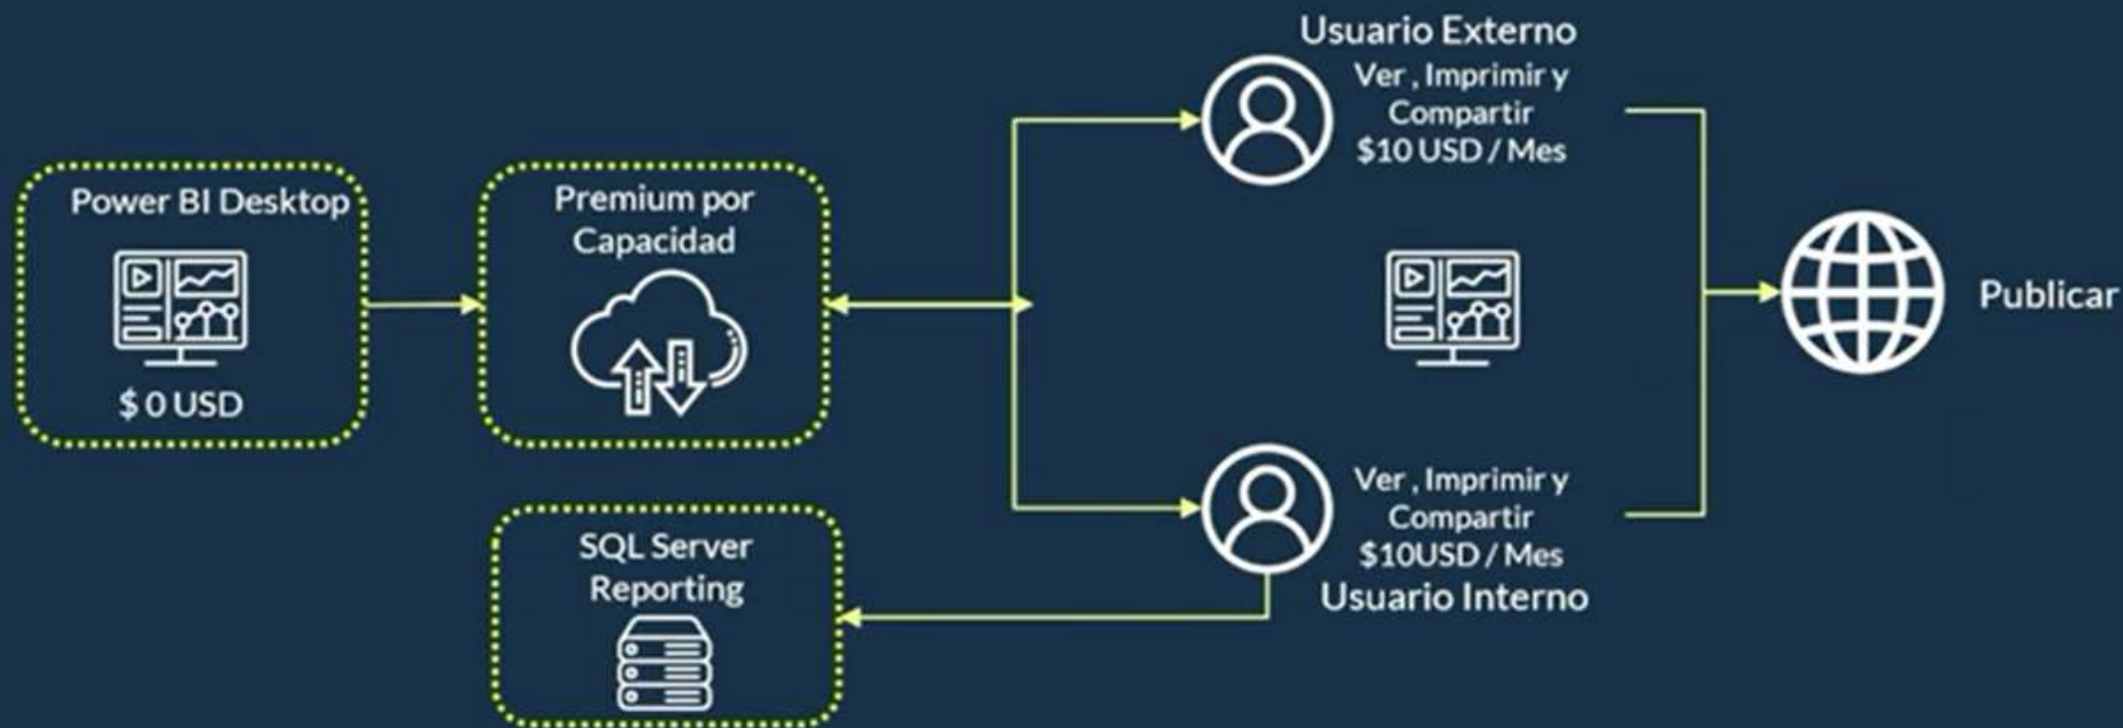 Power BI Desktop
$ 0 USD
Premium por
Capacidad
SQL Server
Reporting
Usuario Externo
Ver , Imprimir y
Compartir
$10 USD / Mes
Ver , Imprimir y
Compartir
$10USD / Mes
Usuario Interno
Publicar